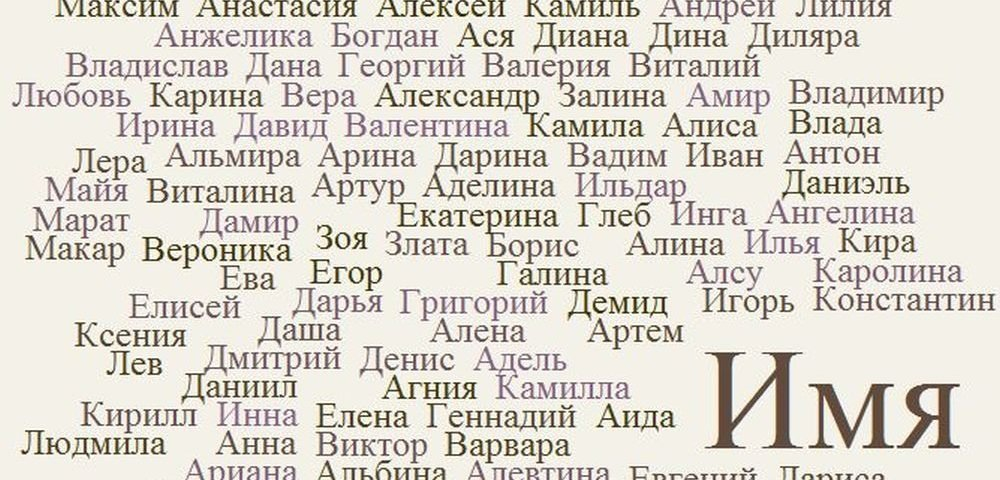 Максим Анастасия Алексей Камиль Андрей Лилия
Анжелика Богдан Ася Диана Дина Диляра
Владислав Дана Георгий Валерия Виталий
Любовь Карина Вера Александр Залина Амир Владимир
Ирина Давид Валентина Камила Алиса Влада
Лера Альмира Арина Дарина Вадим Иван Антон
Майя Виталина Артур Аделина Ильдар Даниэль
Марат Дамир Екатерина Глеб Инга Ангелина
Макар Вероника Зоя Злата Борис Алина Илья Кира
Ева Егор Галина Алсу Каролина
Елисей Дарья Григорий Демид Игорь Константин
Ксения Даша Алена Артем
Лев Дмитрий Денис Адель
Даниил Агния Камилла
Имя
Кирилл Инна Елена Геннадий Аида
Людмила Анна Виктор Варвара
Ариана Альбина Алевтина Евгений Лариса